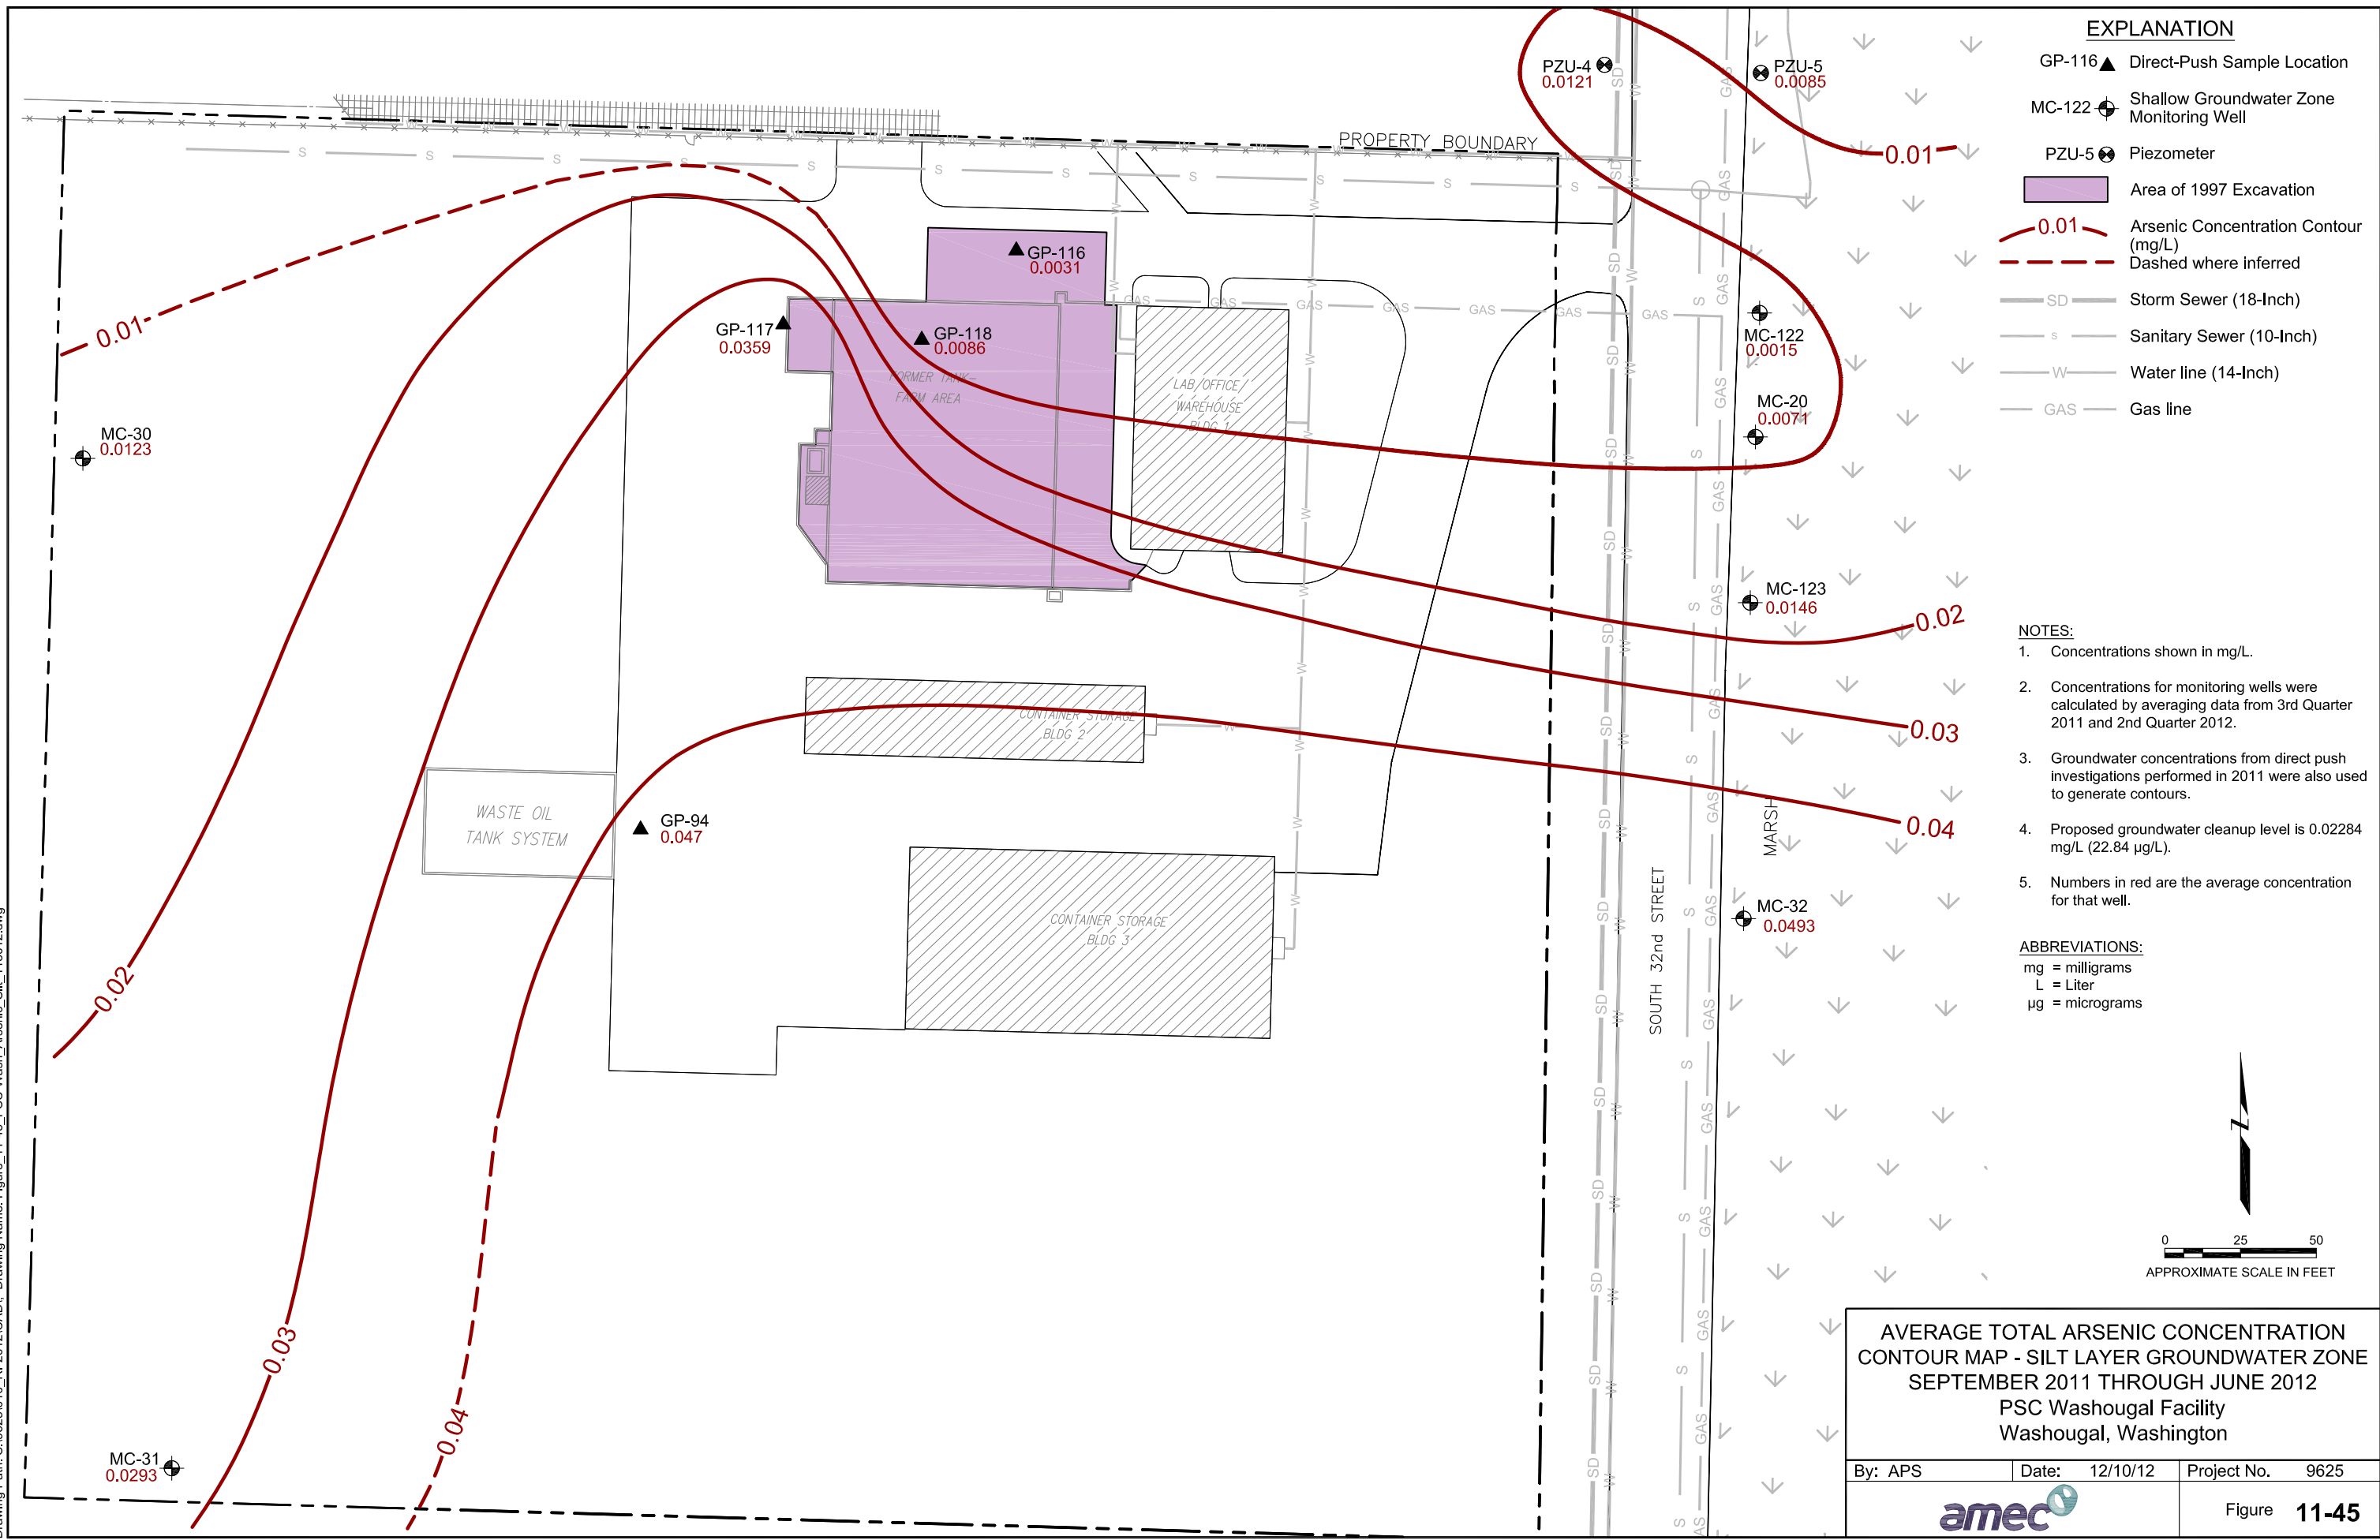 EXPLANATION
GP-116 Direct-Push Sample Location
MC-122 Shallow Groundwater Zone
Monitoring Well
PZU-5 Piezometer
Area of 1997 Excavation
0.01 Arsenic Concentration Contour
(mg/L)
Dashed where inferred
SD Storm Sewer (18-Inch)
S Sanitary Sewer (10-Inch)
W Water line (14-Inch)
GAS Gas line
NOTES:
1. Concentrations shown in mg/L.
2. Concentrations for monitoring wells were
calculated by averaging data from 3rd Quarter
2011 and 2nd Quarter 2012.
3. Groundwater concentrations from direct push
investigations performed in 2011 were also used
to generate contours.
4. Proposed groundwater cleanup level is 0.02284
mg/L (22.84 µg/L).
5. Numbers in red are the average concentration
for that well.
ABBREVIATIONS:
mg = milligrams
L = Liter
µg = micrograms
0 25 50
APPROXIMATE SCALE IN FEET
AVERAGE TOTAL ARSENIC CONCENTRATION
CONTOUR MAP - SILT LAYER GROUNDWATER ZONE
SEPTEMBER 2011 THROUGH JUNE 2012
PSC Washougal Facility
Washougal, Washington
By: APS Date: 12/10/12 Project No. 9625
amec
Figure 11-45
PZU-4
0.0121
PZU-5
0.0085
PROPERTY BOUNDARY
0.01
GP-116
0.0031
GP-117
0.0359
GP-118
0.0086
FORMER TANK-
FARM AREA
LAB/OFFICE/
WAREHOUSE
BLDG 1
MC-122
0.0015
MC-20
0.0071
0.01
MC-30
0.0123
MC-123
0.0146
0.02
0.03
0.04
CONTAINER STORAGE
BLDG 2
WASTE OIL
TANK SYSTEM
GP-94
0.047
CONTAINER STORAGE
BLDG 3
MARSH
SOUTH 32nd STREET
MC-32
0.0493
0.02
0.03
0.04
MC-31
0.0293